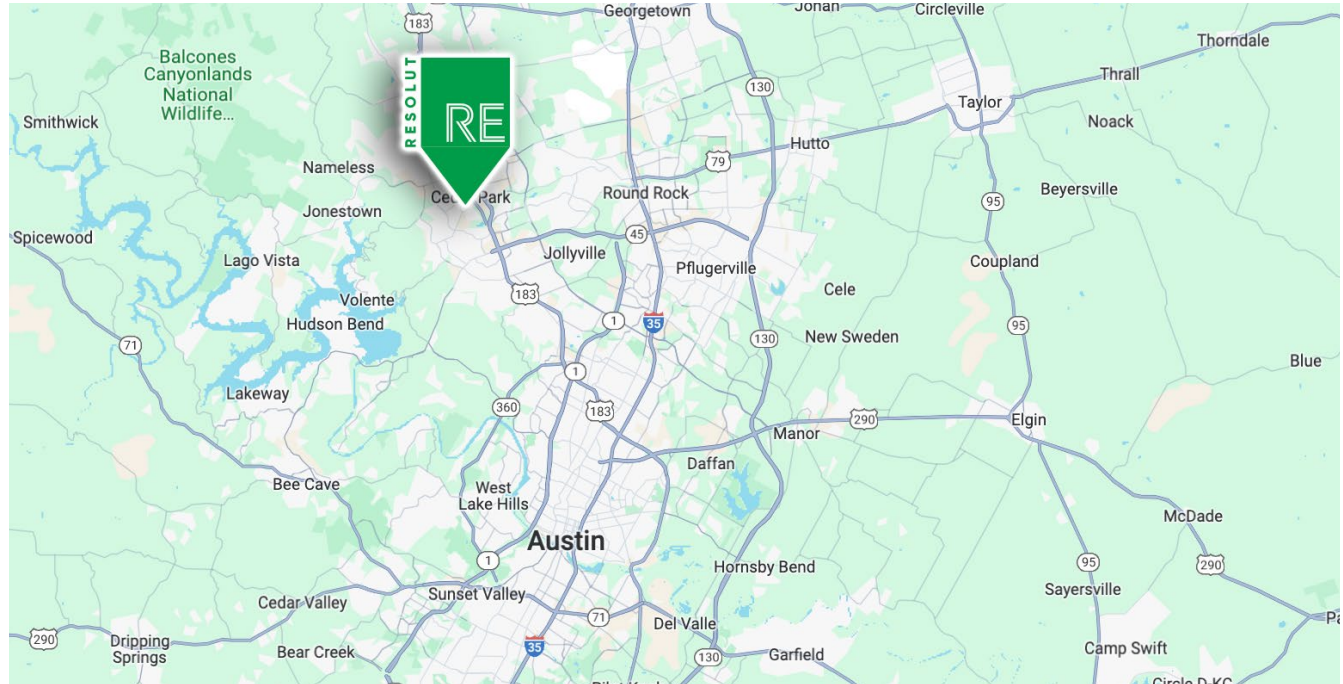 Georgetown
Jonah
Circleville
183
Thorndale
Balcones
Canyonlands
National
Wildlife...
RESOLUT
RE
130
Thrall
Taylor
Smithwick
Noack
Hutto
79
Nameless
Round Rock
Beyersville
Park
95
Jonestown
Spicewood
45
Jollyville
Lago Vista
Pflugerville
Coupland
Cele
183
Volente
Hudson Bend
1
35
95
130
New Sweden
71
Blue
1
Lakeway
360
183
290
Elgin
Manor
Daffan
Bee Cave
West
Lake Hills
McDade
Austin
1
95
290
Hornsby Bend
Sayersville
Sunset Valley
Cedar Valley
71
Del Valle
290
Dripping
Springs
35
Bear Creek
130
Garfield
Camp Swift